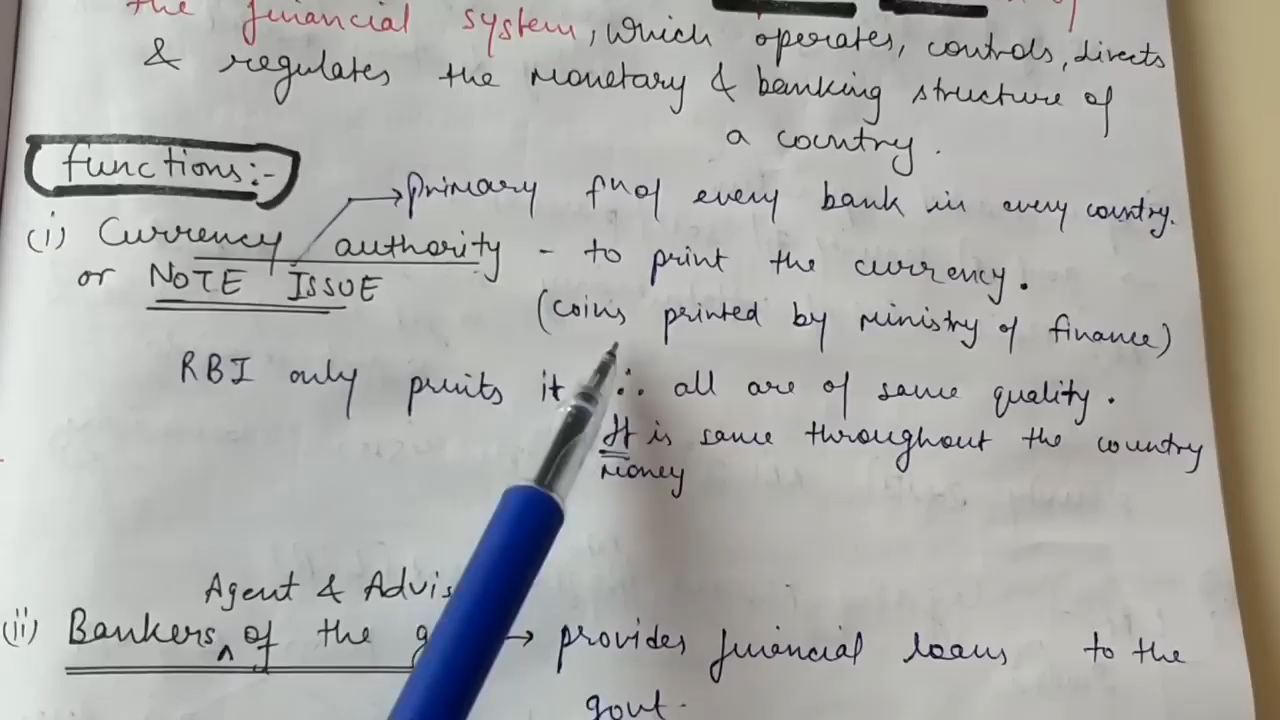 the financial system, which operates, controls, directs
& regulates the monetary & banking structure of
a country.
functions:-
→ primary fn of every bank in every country.
(i) Currency authority - to print the currency.
or NOTE ISSUE
(coins printed by ministry of finance)
RBI only prints it ∴ all are of same quality.
It is same throughout the country
money
Agent & Advis
(ii) Bankers ^ of the g → provides financial loans to the
govt.